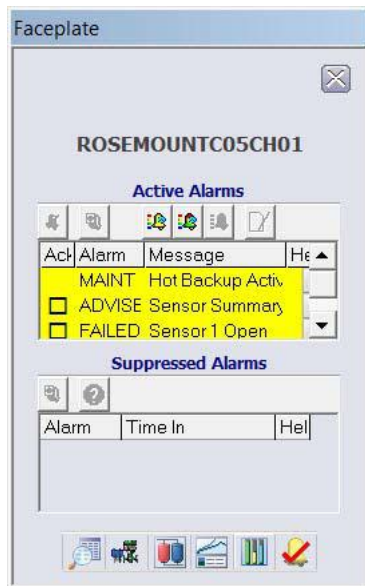 Faceplate
ROSEMOUNTC05CH01
Active Alarms
Ack Alarm Message He
MAINT Hot Backup Activ
ADVISE Sensor Summary
FAILED Sensor 1 Open
Suppressed Alarms
Alarm Time In Hel